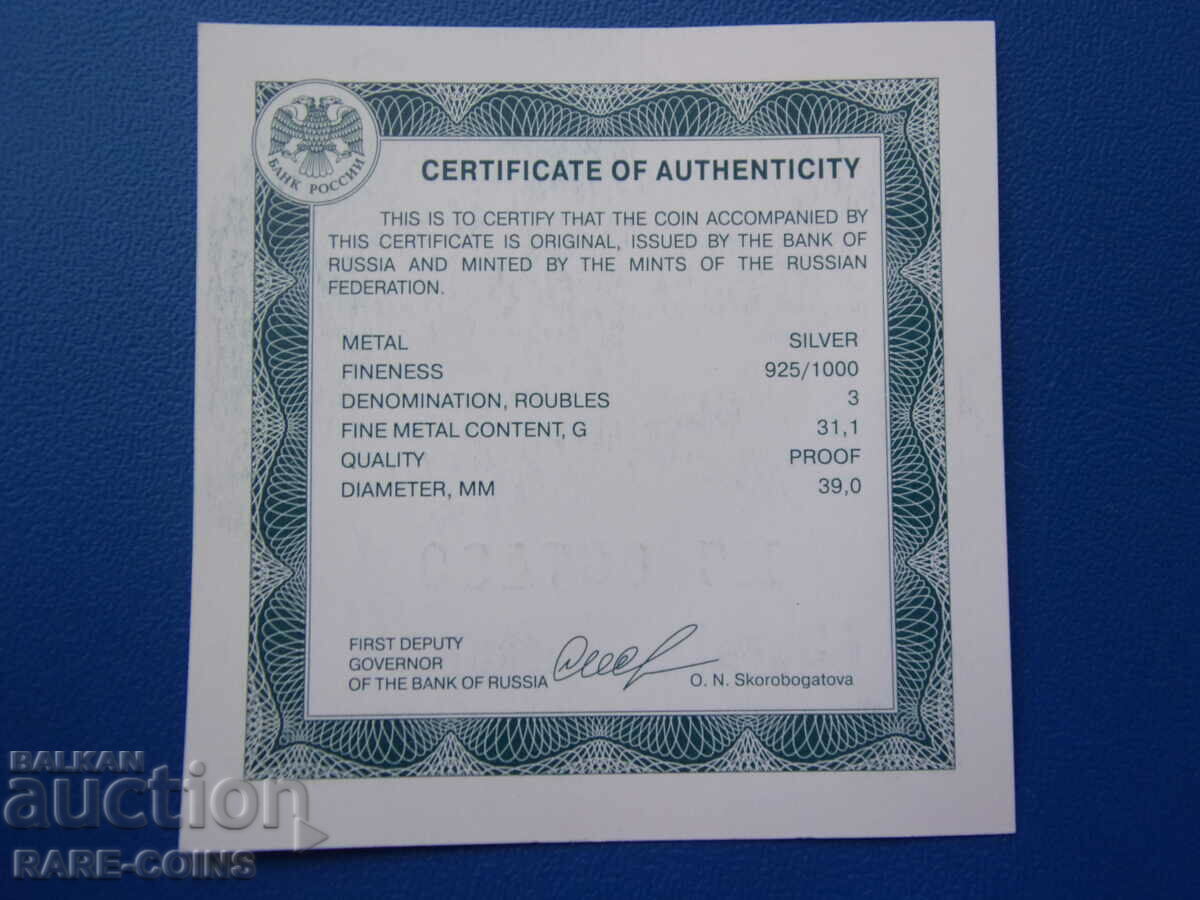 БАНК РОССИИ
CERTIFICATE OF AUTHENTICITY
THIS IS TO CERTIFY THAT THE COIN ACCOMPANIED BY
THIS CERTIFICATE IS ORIGINAL, ISSUED BY THE BANK OF
RUSSIA AND MINTED BY THE MINTS OF THE RUSSIAN
FEDERATION.
METAL SILVER
FINENESS 925/1000
DENOMINATION, ROUBLES 3
FINE METAL CONTENT, G 31,1
QUALITY PROOF
DIAMETER, MM 39,0
FIRST DEPUTY
GOVERNOR
OF THE BANK OF RUSSIA O. N. Skorobogatova
BALKAN
auction
RARE-COINS